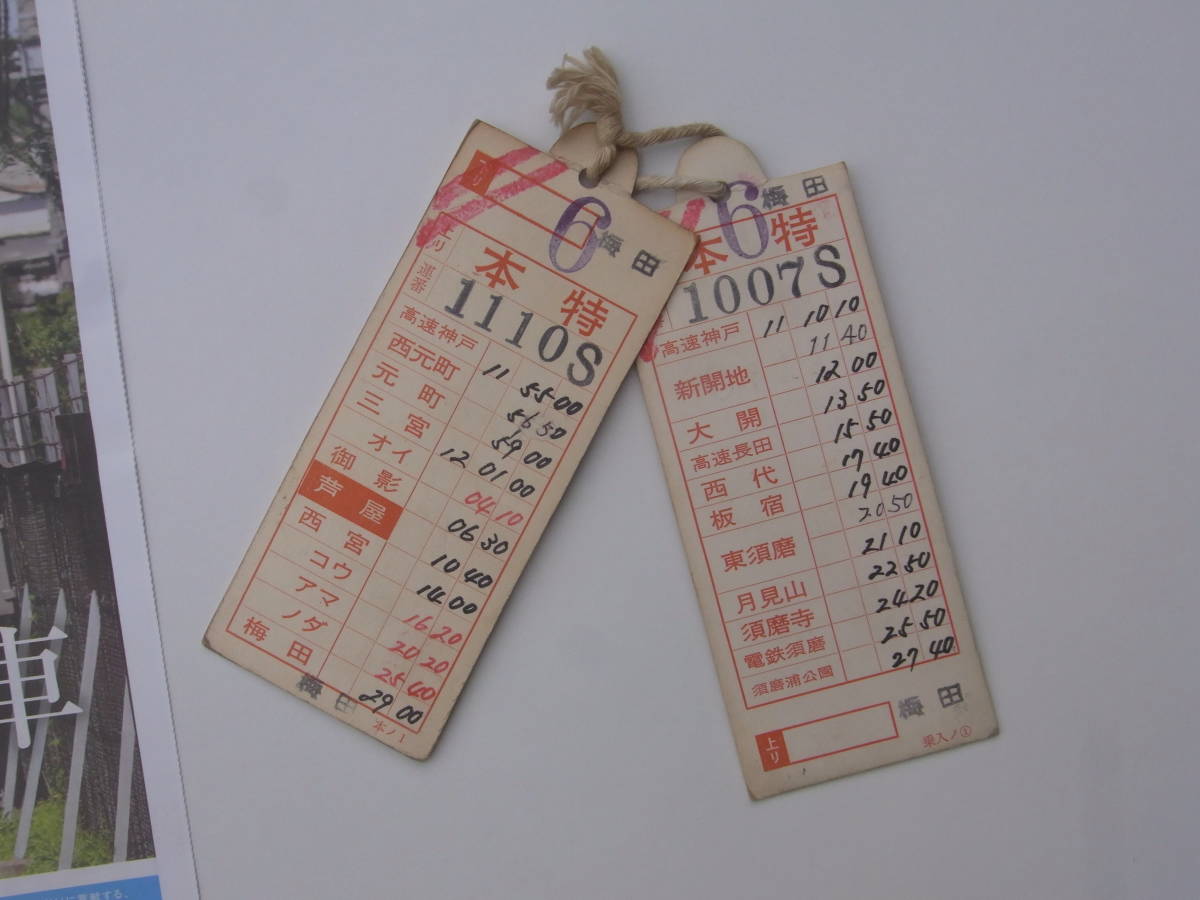 下り
6
梅田
上り 本特
運番 1110S
高速神戸 11 55 00
西元町 56 50
元町 59 00
三宮 12 01 00
オイ 04 10
御影 06 30
芦屋 10 40
西宮 14 00
コウ 16 20
アマ 20 20
ノダ 25 40
梅田 29 00
梅田
本ノ1
6
梅田
本特
1007S
高速神戸 11 10 10
11 40
新開地 12 00
大開 13 50
高速長田 15 50
西代 17 40
板宿 19 40
20 50
東須磨 21 10
月見山 22 50
須磨寺 24 20
電鉄須磨 25 50
須磨浦公園 27 40
梅田
上り
乗入ノ①
車